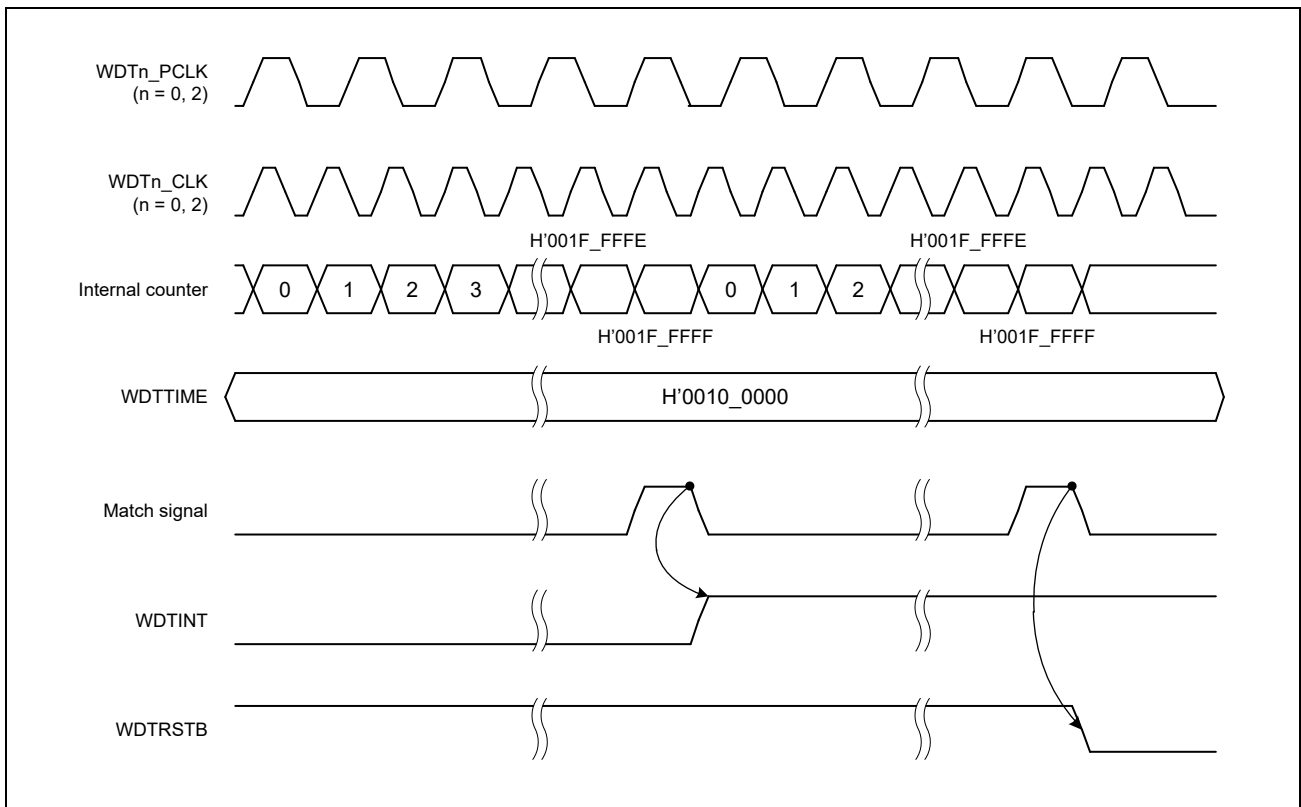 WDTn_PCLK
(n = 0, 2)
WDTn_CLK
(n = 0, 2)
H'001F_FFFE
H'001F_FFFE
Internal counter
0
1
2
3
0
1
2
H'001F_FFFF
H'001F_FFFF
WDTTIME
H'0010_0000
Match signal
WDTINT
WDTRSTB